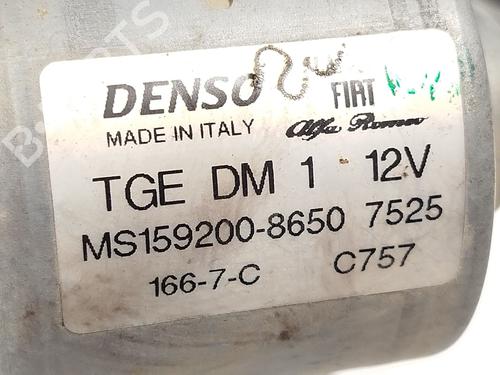 DENSO FIAT
MADE IN ITALY Alfa Romeo
TGE DM 1 12V
MS159200-8650 7525
166-7-C C757